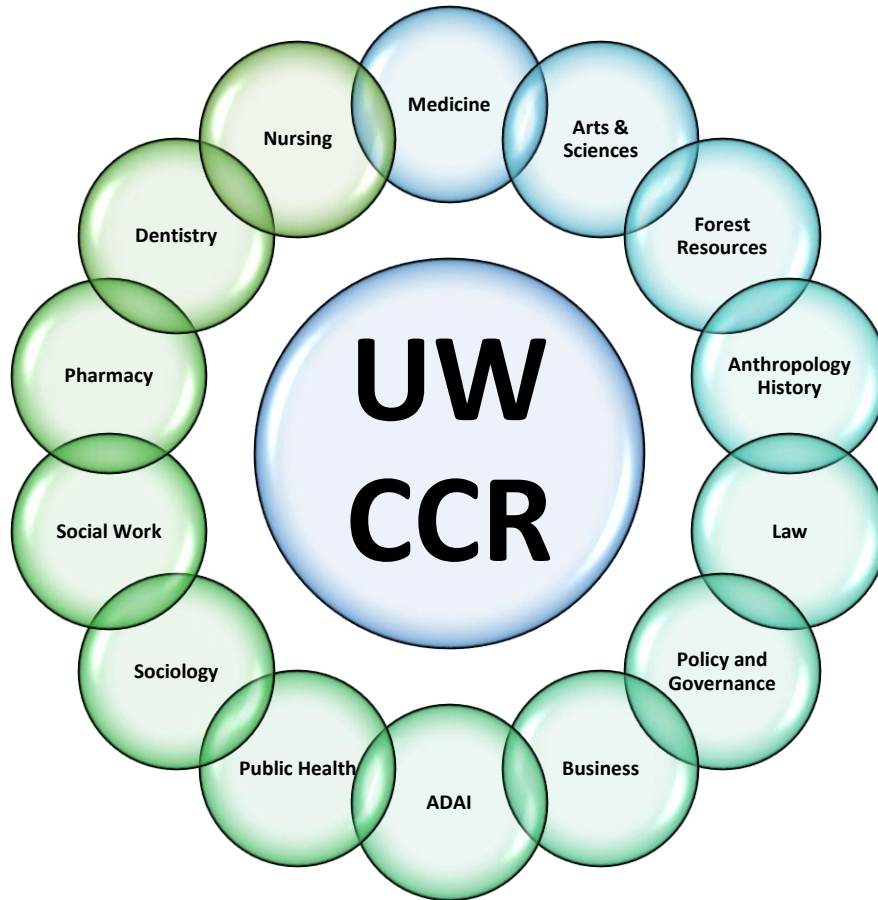 Medicine
Arts &
Sciences
Forest
Resources
Anthropology
History
Law
Policy and
Governance
Business
ADAI
Public Health
Sociology
Social Work
Pharmacy
Dentistry
Nursing
UW
CCR